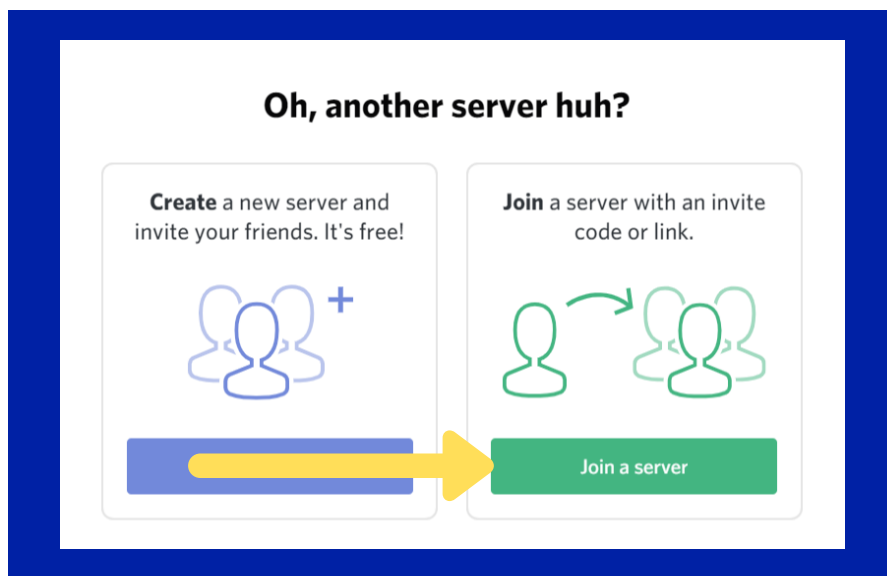 Oh, another server huh?
Create a new server and
invite your friends. It's free!
Join a server with an invite
code or link.
Join a server